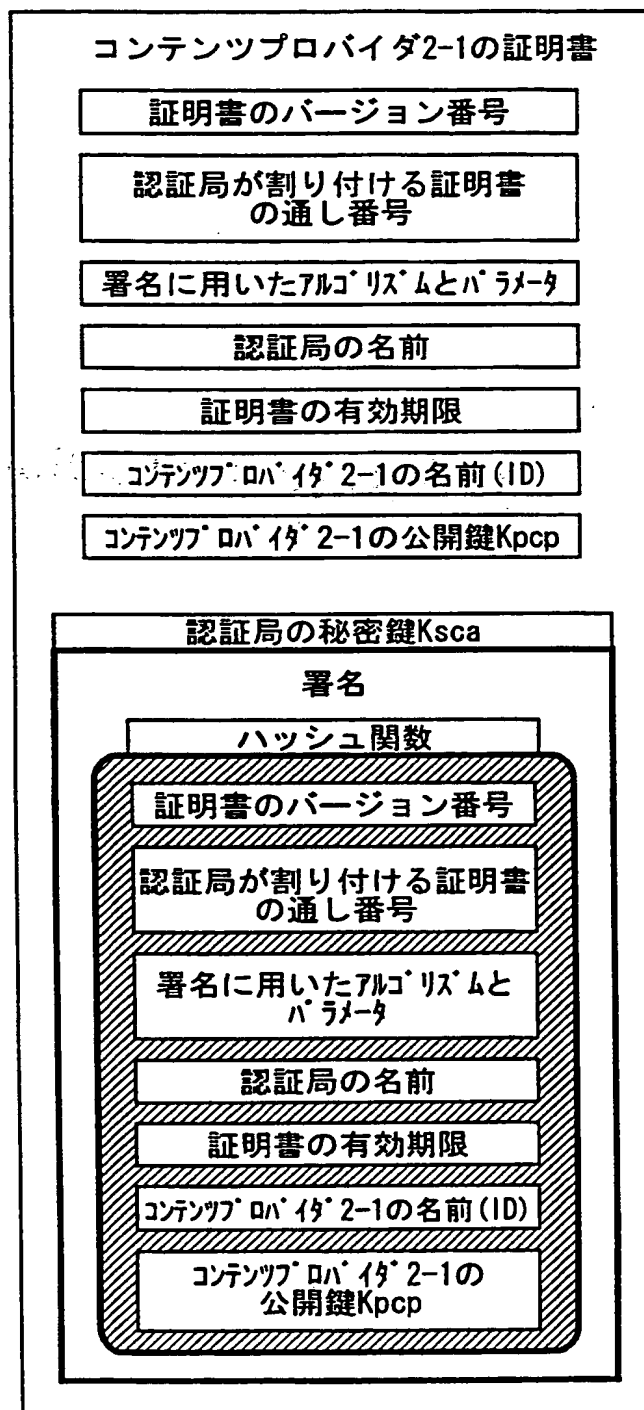 コンテンツプロバイダ2-1の証明書
証明書のバージョン番号
認証局が割り付ける証明書
の通し番号
署名に用いたｱﾙｺﾞﾘｽﾞﾑとﾊﾟﾗﾒｰﾀ
認証局の名前
証明書の有効期限
ｺﾝﾃﾝﾂﾌﾟﾛﾊﾞｲﾀﾞ2-1の名前(ID)
ｺﾝﾃﾝﾂﾌﾟﾛﾊﾞｲﾀﾞ2-1の公開鍵Kpcp
認証局の秘密鍵Ksca
署名
ハッシュ関数
証明書のバージョン番号
認証局が割り付ける証明書
の通し番号
署名に用いたｱﾙｺﾞﾘｽﾞﾑと
ﾊﾟﾗﾒｰﾀ
認証局の名前
証明書の有効期限
ｺﾝﾃﾝﾂﾌﾟﾛﾊﾞｲﾀﾞ2-1の名前(ID)
ｺﾝﾃﾝﾂﾌﾟﾛﾊﾞｲﾀﾞ2-1の
公開鍵Kpcp